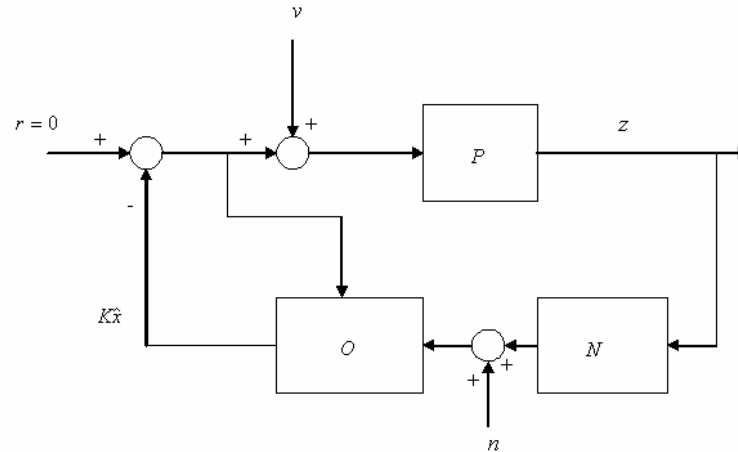 v
r = 0
+
+
+
P
z
-
Kx̂
O
N
+
+
n